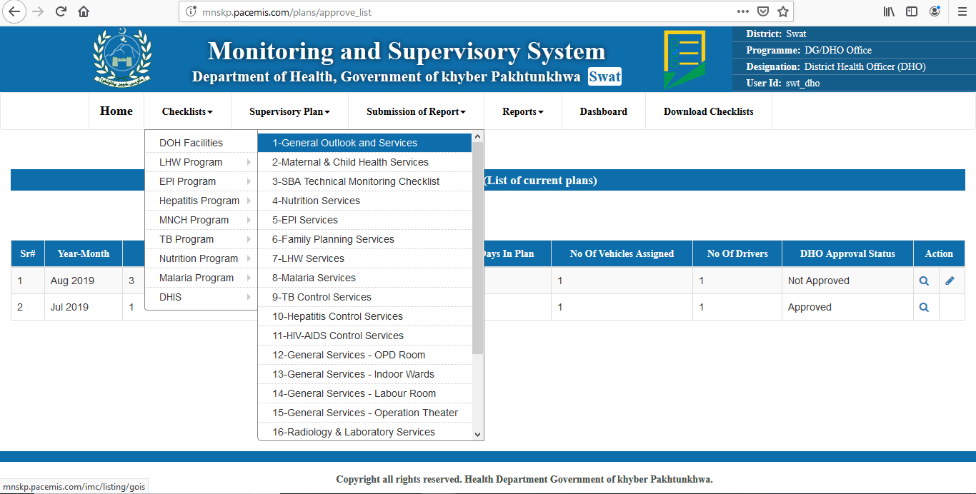 mnskp.pacemis.com/plans/approve_list
Monitoring and Supervisory System
Department of Health, Government of khyber Pakhtunkhwa Swat
District: Swat
Programme: DG/DHO Office
Designation: District Health Officer (DHO)
User Id: swt_dho
Home Checklists Supervisory Plan Submission of Report Reports Dashboard Download Checklists
DOH Facilities
LHW Program
EPI Program
Hepatitis Program
MNCH Program
TB Program
Nutrition Program
Malaria Program
DHIS
1-General Outlook and Services
2-Maternal & Child Health Services
3-SBA Technical Monitoring Checklist
4-Nutrition Services
5-EPI Services
6-Family Planning Services
7-LHW Services
8-Malaria Services
9-TB Control Services
10-Hepatitis Control Services
11-HIV-AIDS Control Services
12-General Services - OPD Room
13-General Services - Indoor Wards
14-General Services - Labour Room
15-General Services - Operation Theater
16-Radiology & Laboratory Services
(List of current plans)
Sr# Year-Month Days In Plan No Of Vehicles Assigned No Of Drivers DHO Approval Status Action
1 Aug 2019 3 1 1 Not Approved
2 Jul 2019 1 1 1 Approved
Copyright all rights reserved. Health Department Government of khyber Pakhtunkhwa.
mnskp.pacemis.com/imc/listing/gois